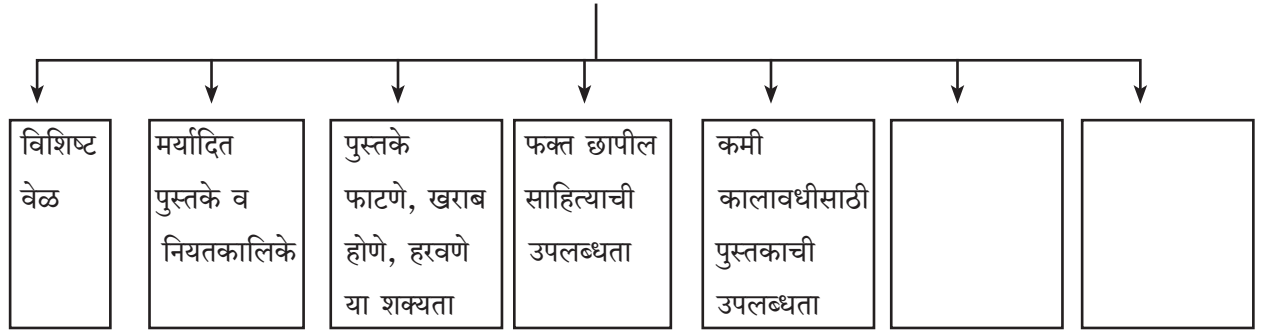 विशिष्ट
वेळ
मर्यादित
पुस्तके व
नियतकालिके
पुस्तके
फाटणे, खराब
होणे, हरवणे
या शक्यता
फक्त छापील
साहित्याची
उपलब्धता
कमी
कालावधीसाठी
पुस्तकाची
उपलब्धता